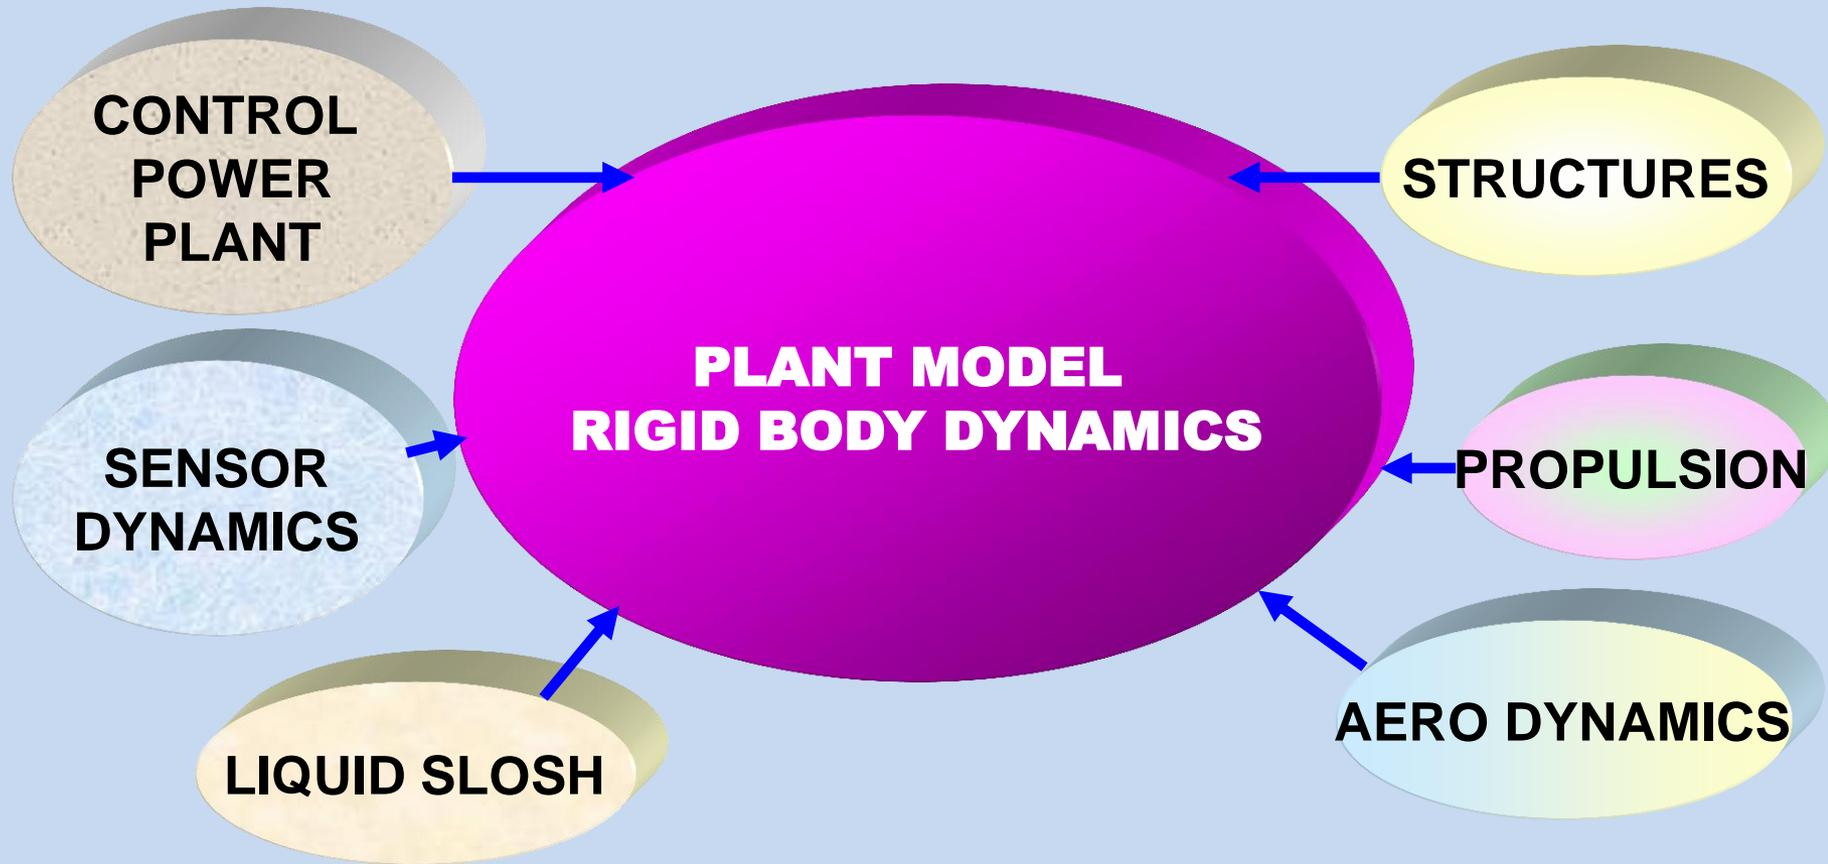 CONTROL
POWER
PLANT
STRUCTURES
PLANT MODEL
RIGID BODY DYNAMICS
SENSOR
DYNAMICS
PROPULSION
LIQUID SLOSH
AERO DYNAMICS